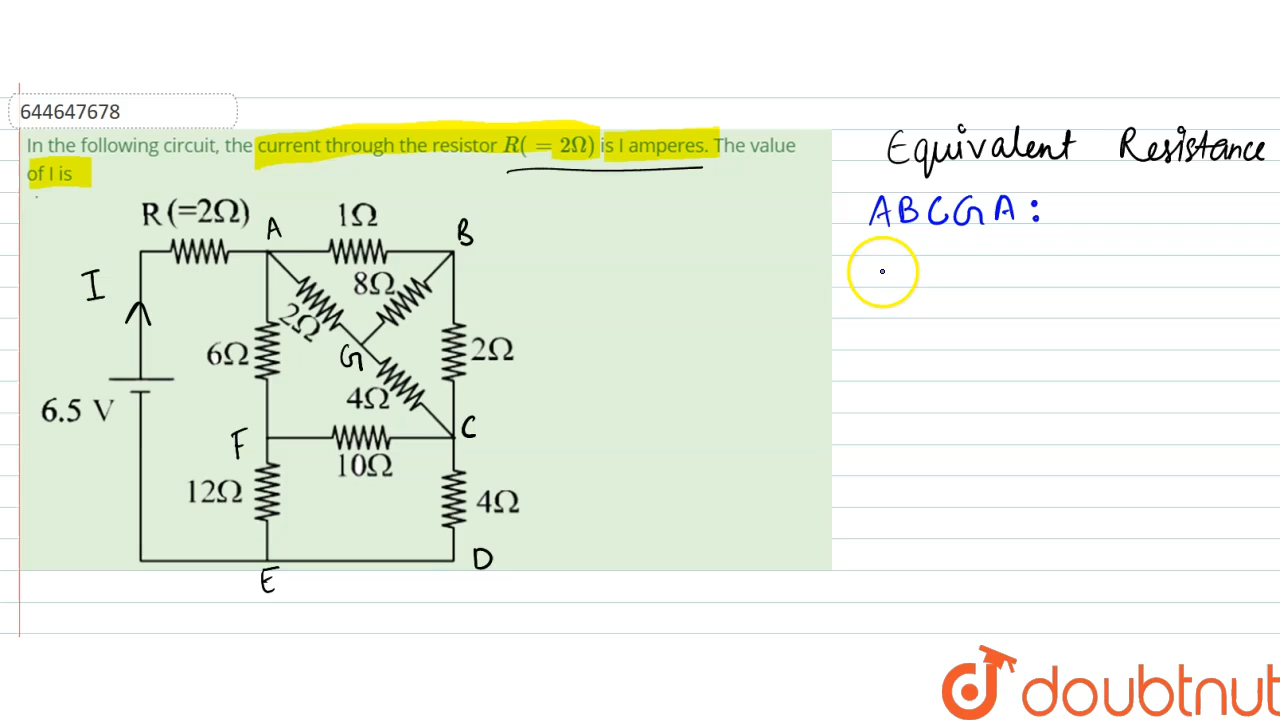 644647678
In the following circuit, the current through the resistor R(=2Ω) is I amperes. The value
of I is
Equivalent Resistance
ABCGA:
R(=2Ω)
A
1Ω
B
I
8Ω
2Ω
6Ω
G
2Ω
4Ω
6.5 V
F
C
10Ω
12Ω
4Ω
E
D
doubtnut